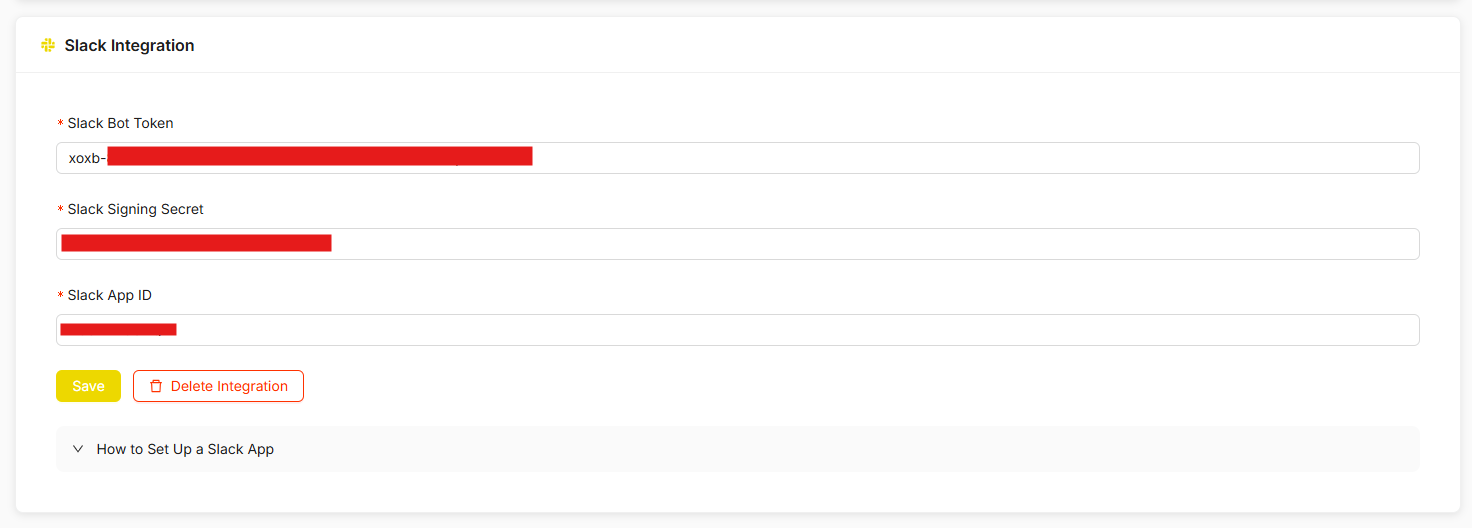 Slack Integration
* Slack Bot Token
xoxb-
* Slack Signing Secret
* Slack App ID
Save
Delete Integration
How to Set Up a Slack App